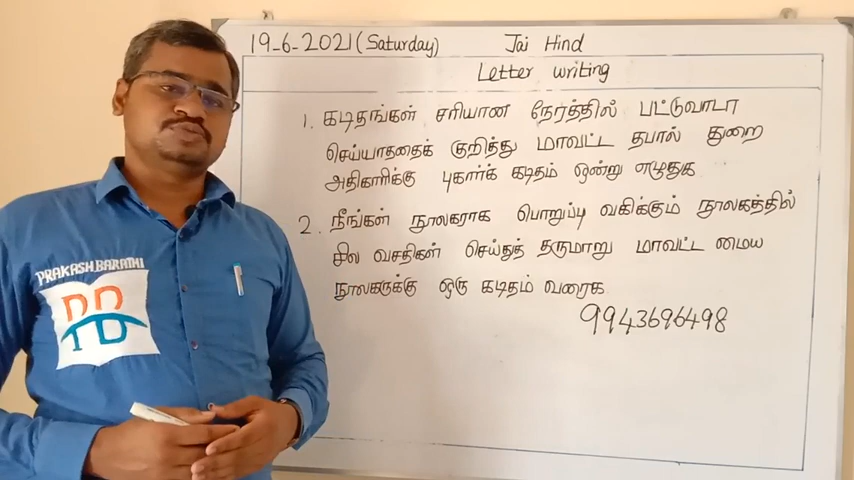 19-6-2021 (Saturday) Jai Hind
Letter writing
1. கடிதங்கள் சரியான நேரத்தில் பட்டுவாடா
செய்யாததைக் குறித்து மாவட்ட தபால் துறை
அதிகாரிக்கு புகார்க் கடிதம் ஒன்று எழுதுக
2. நீங்கள் நூலகராக பொறுப்பு வகிக்கும் நூலகத்தில்
சில வசதிகள் செய்துத் தருமாறு மாவட்ட மைய
நூலகருக்கு ஒரு கடிதம் வரைக
9943696498
PRAKASH BARATHI
PB